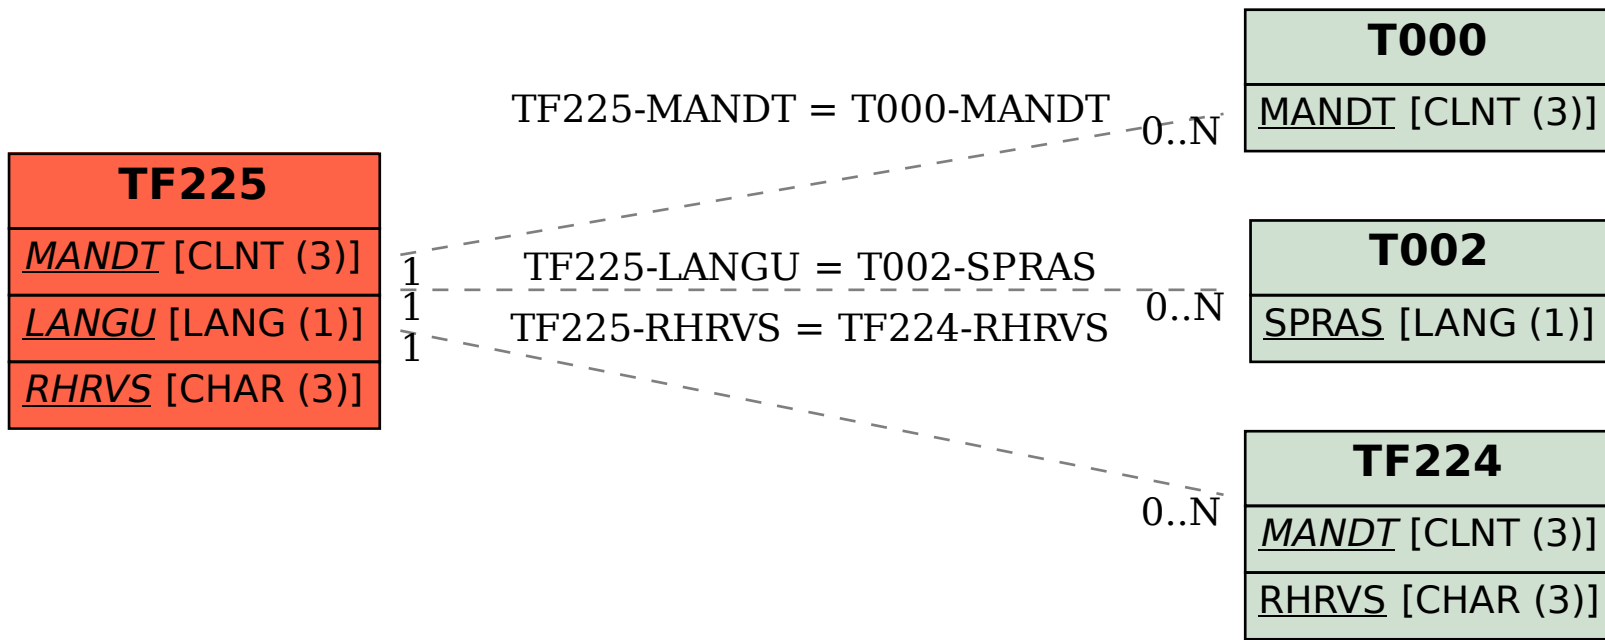 TF225
MANDT [CLNT (3)]
LANGU [LANG (1)]
RHRVS [CHAR (3)]
TF225-MANDT = T000-MANDT
0..N
1
TF225-LANGU = T002-SPRAS
0..N
1
TF225-RHRVS = TF224-RHRVS
0..N
1
T000
MANDT [CLNT (3)]
T002
SPRAS [LANG (1)]
TF224
MANDT [CLNT (3)]
RHRVS [CHAR (3)]